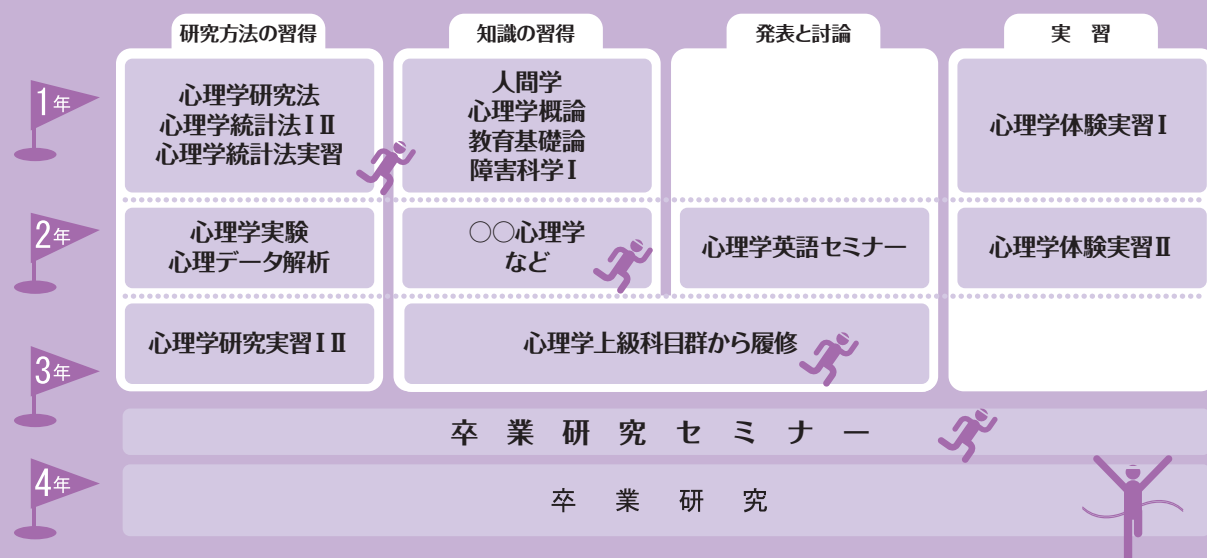 研究方法の習得
知識の習得
発表と討論
実 習
1年
心理学研究法
心理学統計法ⅠⅡ
心理学統計法実習
人間学
心理学概論
教育基礎論
障害科学Ⅰ
心理学体験実習Ⅰ
2年
心理学実験
心理データ解析
○○心理学
など
心理学英語セミナー
心理学体験実習Ⅱ
3年
心理学研究実習ⅠⅡ
心理学上級科目群から履修
卒業研究セミナー
4年
卒業研究